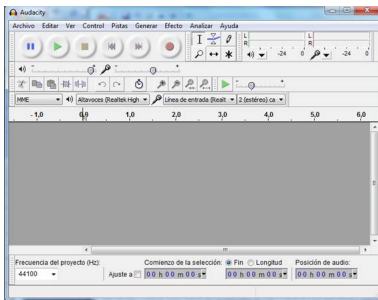 Audacity
Archivo Editar Ver Control Pistas Generar Efecto Analizar Ayuda
L
R
-24 0
L
R
-24 0
MME Altavoces (Realtek High Línea de entrada (Realt 2 (estéreo) ca
- 1,0 0,0 1,0 2,0 3,0 4,0 5,0 6,0
Frecuencia del proyecto (Hz): Comienzo de la selección: Fin Longitud Posición de audio:
44100 Ajuste a 00 h 00 m 00 s 00 h 00 m 00 s 00 h 00 m 00 s